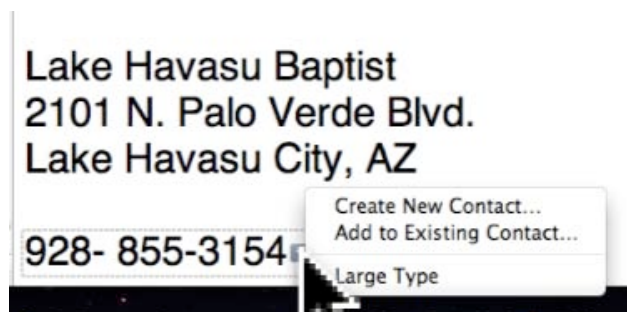 Lake Havasu Baptist
2101 N. Palo Verde Blvd.
Lake Havasu City, AZ
928- 855-3154
Create New Contact...
Add to Existing Contact...
Large Type